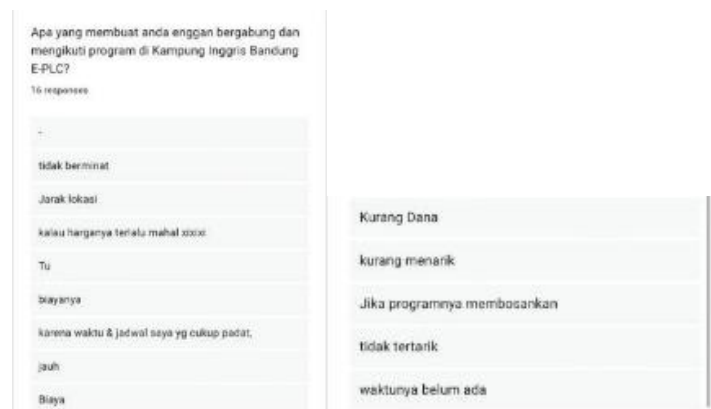 Apa yang membuat anda enggan bergabung dan
mengikuti program di Kampung Inggris Bandung
E-PLC?
16 responses
-
tidak berminat
Jarak lokasi
kalau harganya terlalu mahal xixixi
Tu
biayanya
karena waktu & jadwal saya yg cukup padat.
jauh
Biaya
Kurang Dana
kurang menarik
Jika programnya membosankan
tidak tertarik
waktunya belum ada